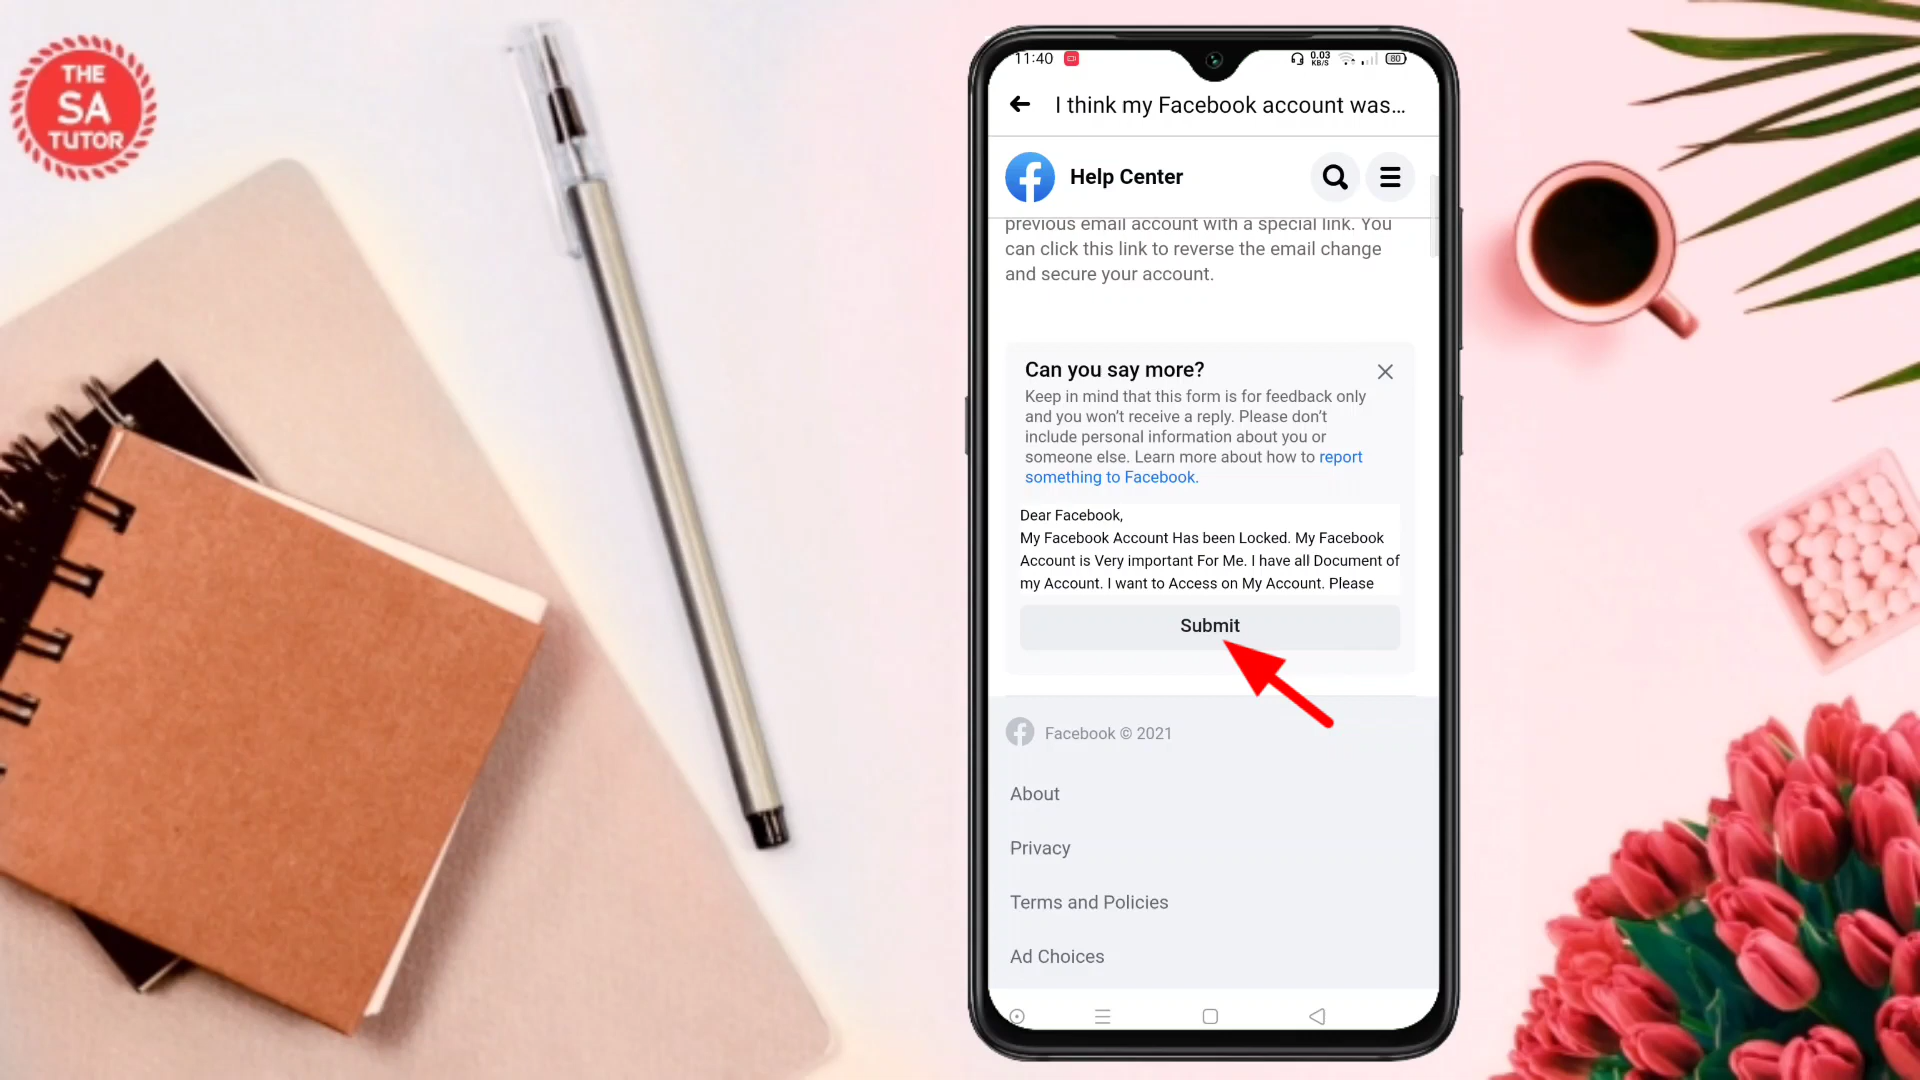 THE
SA
TUTOR
11:40
0.03
KB/S
80
I think my Facebook account was...
Help Center
previous email account with a special link. You
can click this link to reverse the email change
and secure your account.
Can you say more?
Keep in mind that this form is for feedback only
and you won't receive a reply. Please don't
include personal information about you or
someone else. Learn more about how to report
something to Facebook.
Dear Facebook,
My Facebook Account Has been Locked. My Facebook
Account is Very important For Me. I have all Document of
my Account. I want to Access on My Account. Please
Submit
Facebook © 2021
About
Privacy
Terms and Policies
Ad Choices